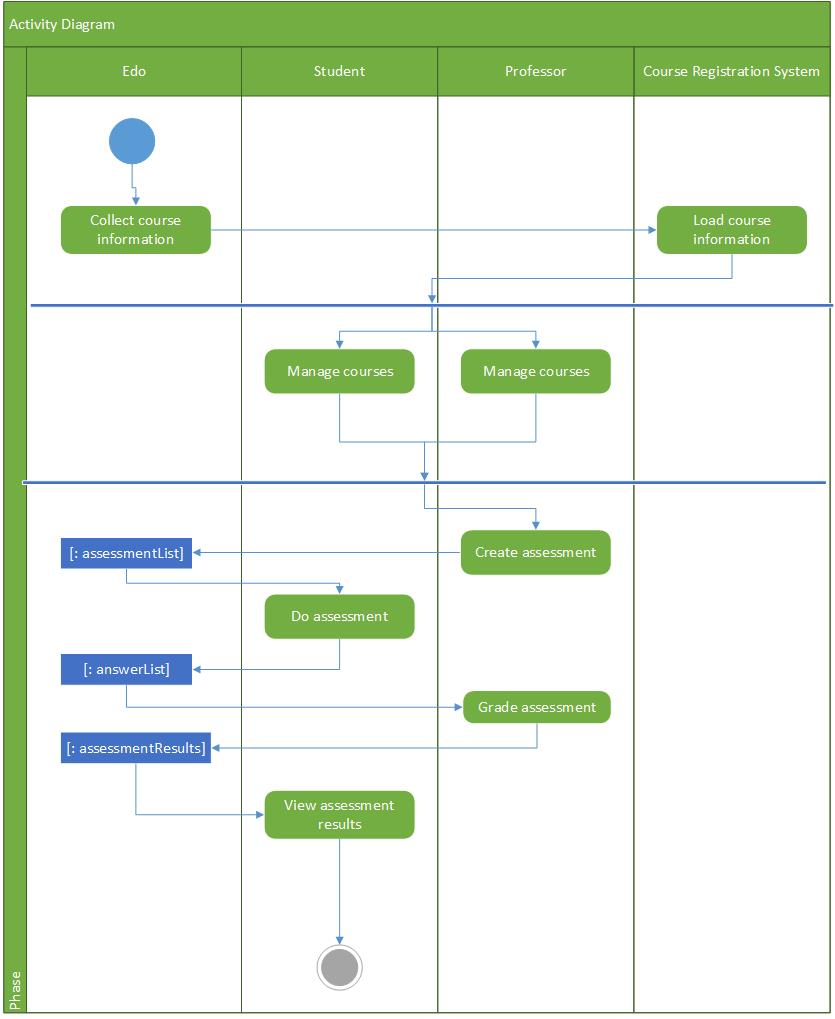 Activity Diagram
Edo
Student
Professor
Course Registration System
Collect course
information
Load course
information
Manage courses
Manage courses
Create assessment
[: assessmentList]
Do assessment
[: answerList]
Grade assessment
[: assessmentResults]
View assessment
results
Phase